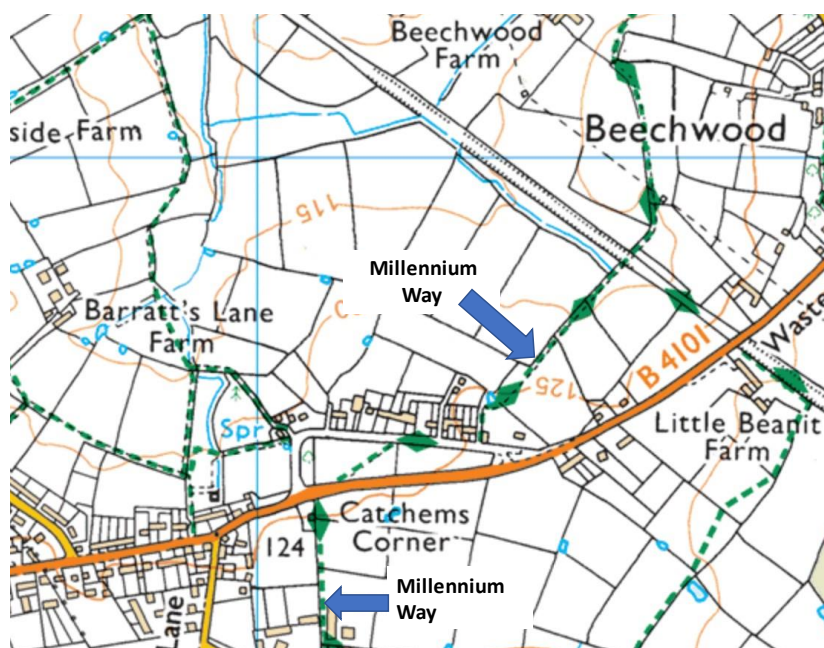 Beechwood
Farm
side Farm
Beechwood
115
Millennium
Way
Barratt's Lane
Farm
125
B 4101
Waste
Spr
Little Beanit
Farm
Catchems
Corner
124
Millennium
Way
Lane